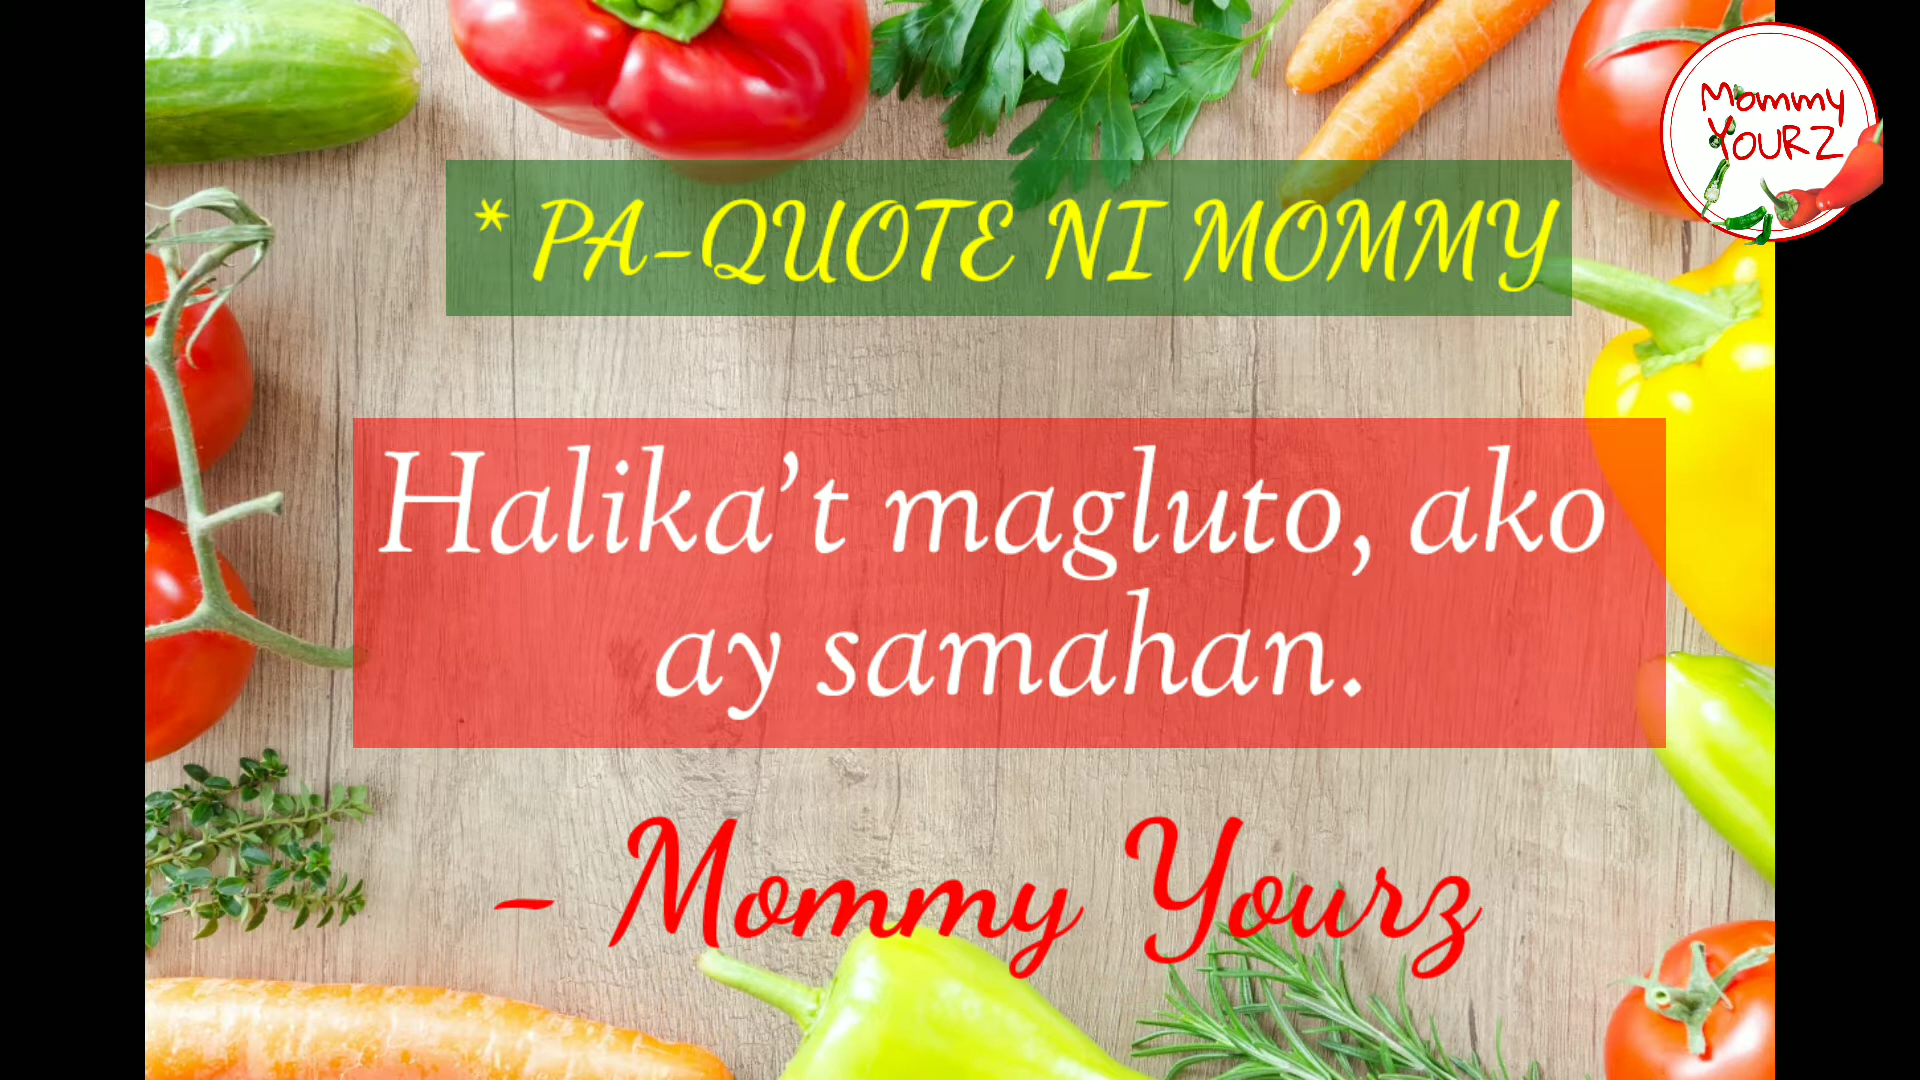 Mommy
YOURZ
* PA-QUOTE NI MOMMY
Halika’t magluto, ako
ay samahan.
- Mommy Yourz